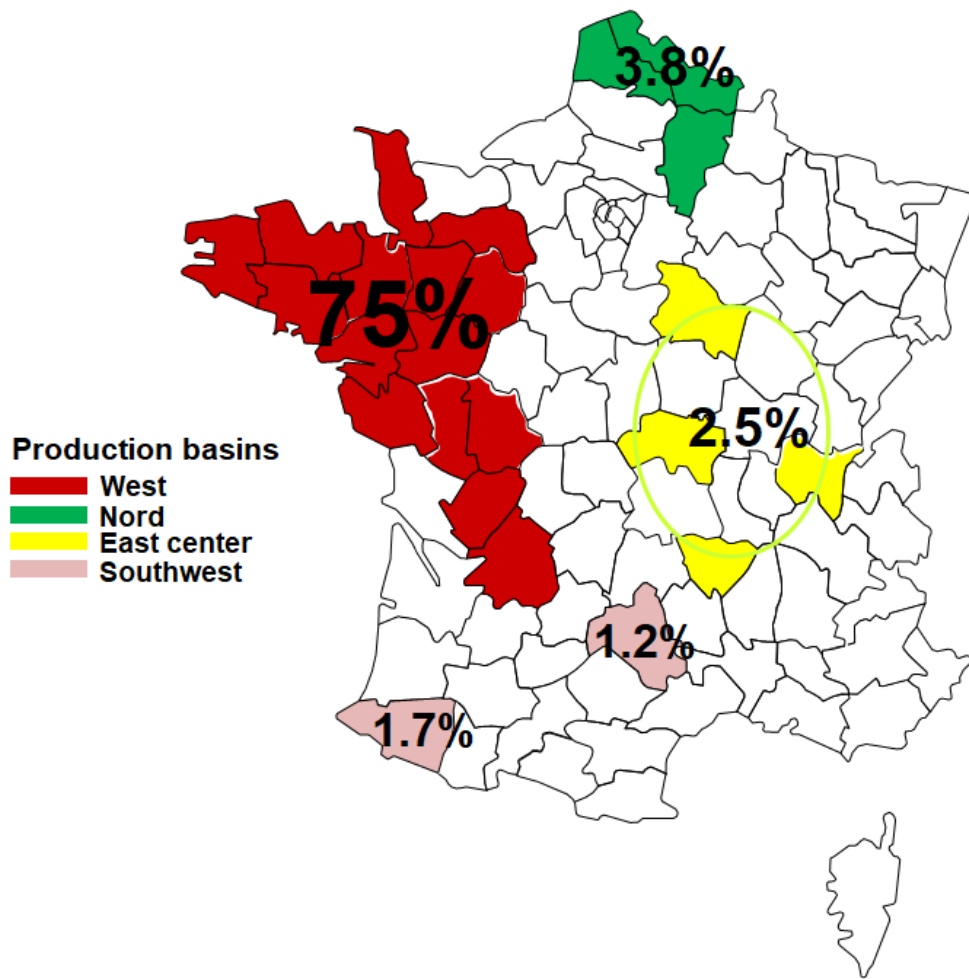 3.8%
75%
2.5%
Production basins
West
Nord
East center
Southwest
1.2%
1.7%